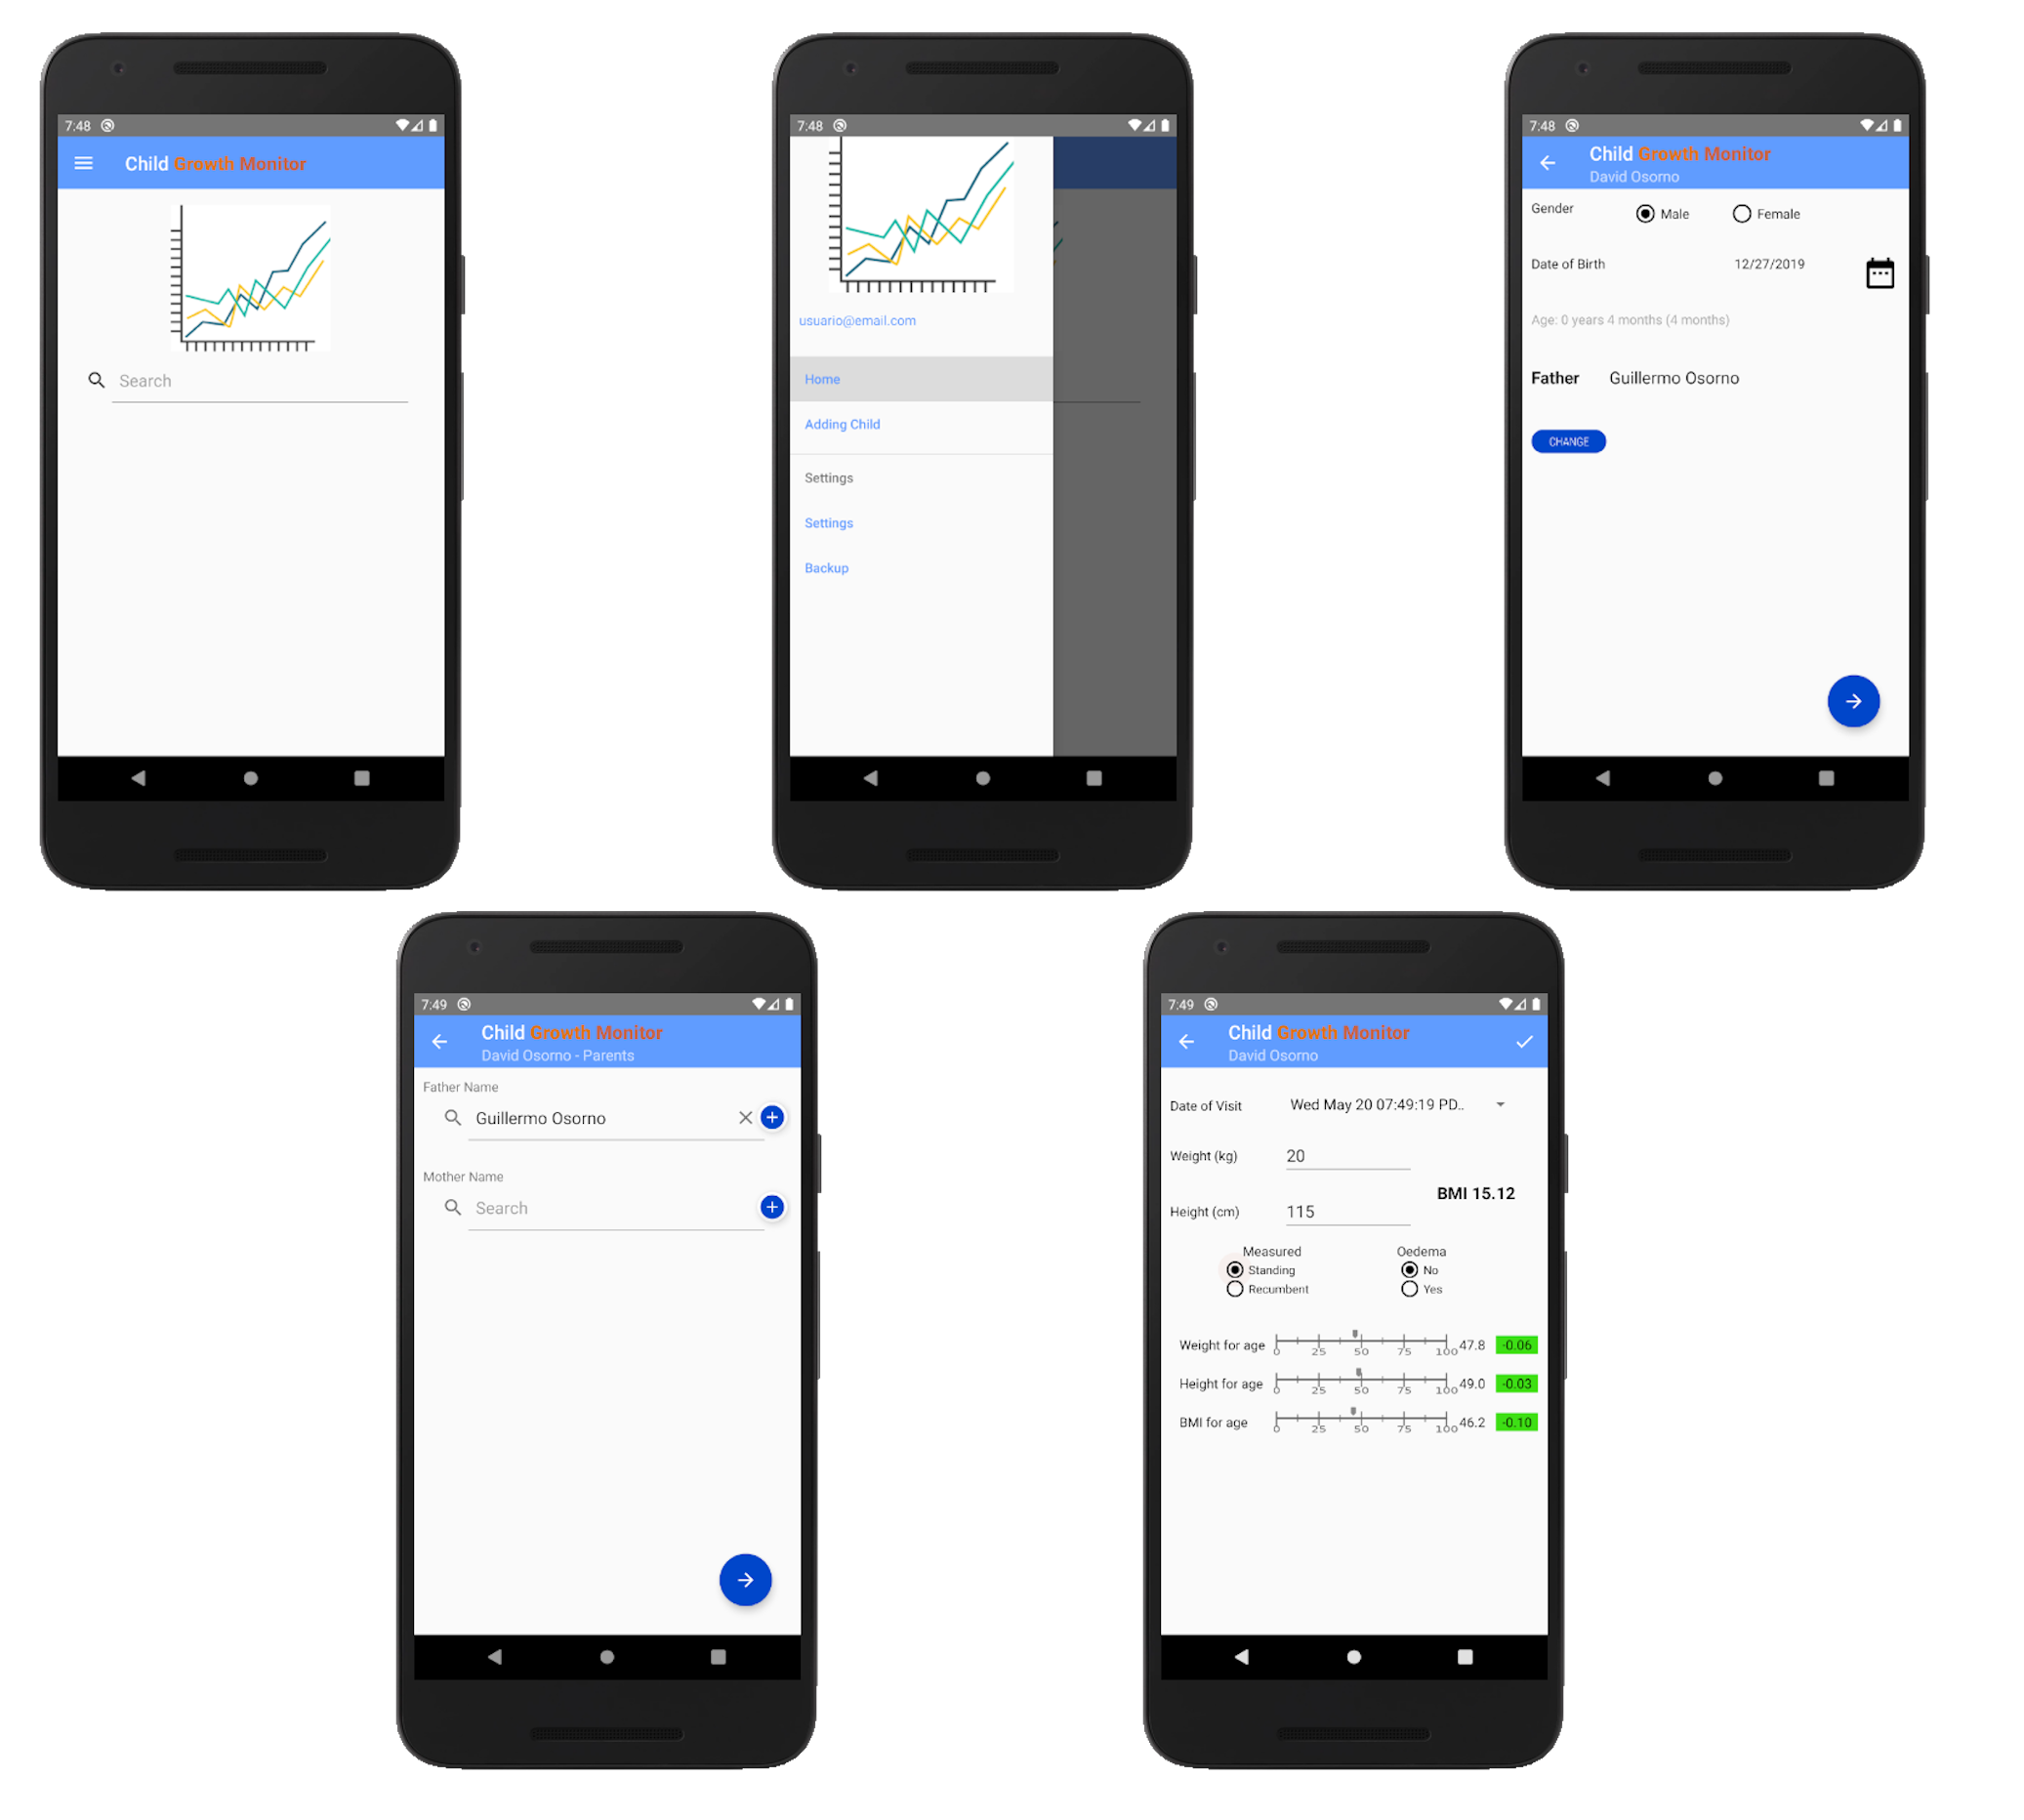 7:48
Child Growth Monitor
Search
7:48
usuario@email.com
Home
Adding Child
Settings
Settings
Backup
7:48
Child Growth Monitor
David Osorno
Gender Male Female
Date of Birth 12/27/2019
Age: 0 years 4 months (4 months)
Father Guillermo Osorno
CHANGE
7:49
Child Growth Monitor
David Osorno - Parents
Father Name
Guillermo Osorno
Mother Name
Search
7:49
Child Growth Monitor
David Osorno
Date of Visit Wed May 20 07:49:19 PD..
Weight (kg) 20
BMI 15.12
Height (cm) 115
Measured Oedema
Standing No
Recumbent Yes
Weight for age 0 25 50 75 100 47.8 -0.06
Height for age 0 25 50 75 100 49.0 -0.03
BMI for age 0 25 50 75 100 46.2 -0.10